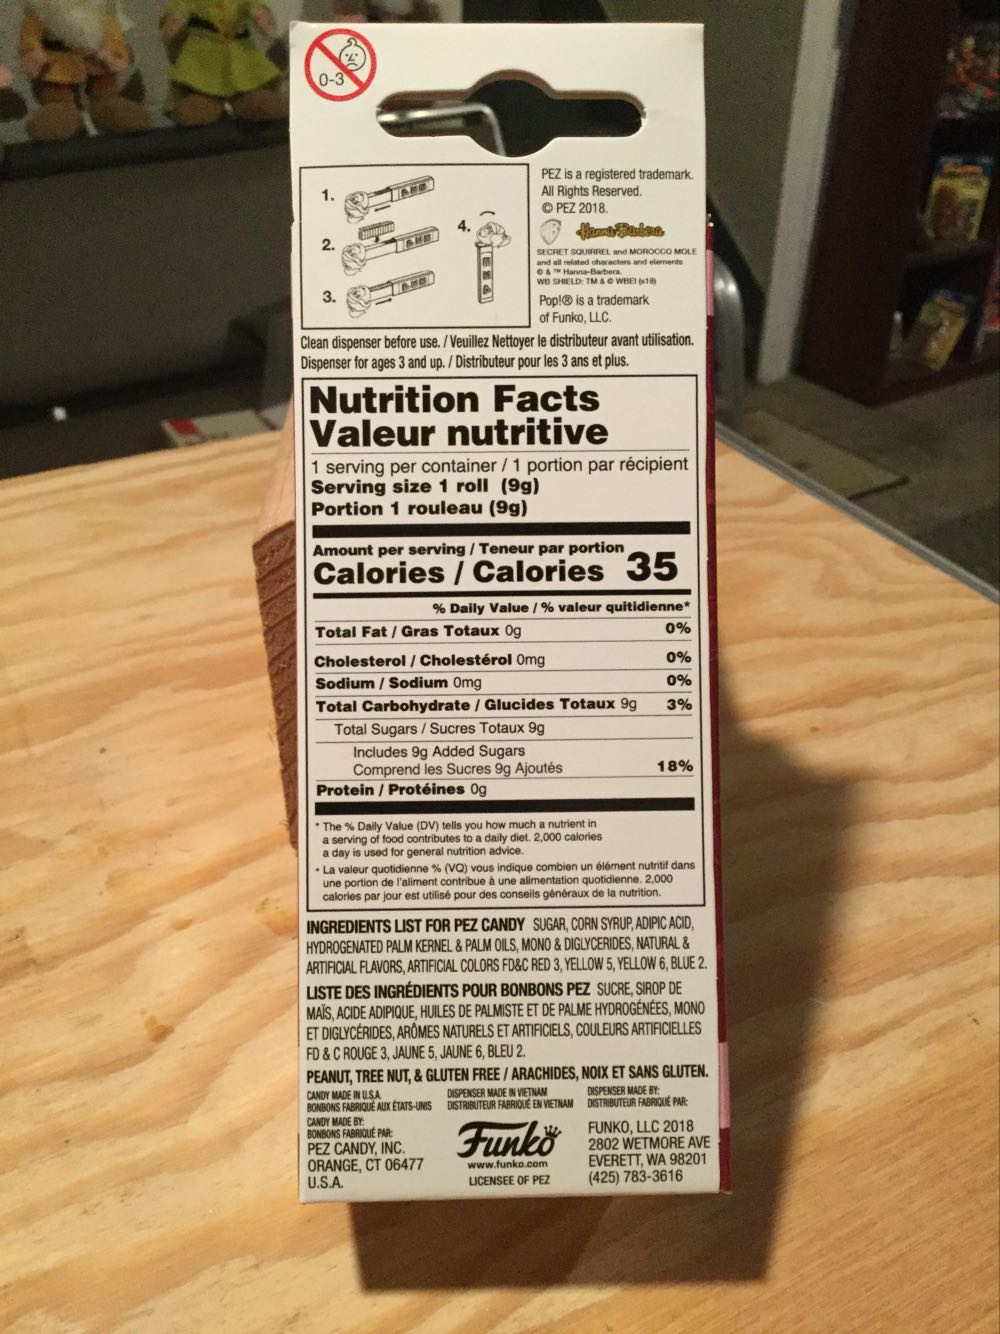 0-3
1.
2.
3.
4.
PEZ is a registered trademark.
All Rights Reserved.
© PEZ 2018.
Hanna-Barbera
SECRET SQUIRREL and MOROCCO MOLE
and all related characters and elements
© & ™ Hanna-Barbera.
WB SHIELD: TM & © WBEI (s18)
Pop!® is a trademark
of Funko, LLC.
Clean dispenser before use. / Veuillez Nettoyer le distributeur avant utilisation.
Dispenser for ages 3 and up. / Distributeur pour les 3 ans et plus.
Nutrition Facts
Valeur nutritive
1 serving per container / 1 portion par récipient
Serving size 1 roll (9g)
Portion 1 rouleau (9g)
Amount per serving / Teneur par portion
Calories / Calories 35
% Daily Value / % valeur quitidienne*
Total Fat / Gras Totaux 0g 0%
Cholesterol / Cholestérol 0mg 0%
Sodium / Sodium 0mg 0%
Total Carbohydrate / Glucides Totaux 9g 3%
Total Sugars / Sucres Totaux 9g
Includes 9g Added Sugars
Comprend les Sucres 9g Ajoutés 18%
Protein / Protéines 0g
* The % Daily Value (DV) tells you how much a nutrient in
a serving of food contributes to a daily diet. 2,000 calories
a day is used for general nutrition advice.
• La valeur quotidienne % (VQ) vous indique combien un élément nutritif dans
une portion de l'aliment contribue à une alimentation quotidienne. 2,000
calories par jour est utilisé pour des conseils généraux de la nutrition.
INGREDIENTS LIST FOR PEZ CANDY SUGAR, CORN SYRUP, ADIPIC ACID,
HYDROGENATED PALM KERNEL & PALM OILS, MONO & DIGLYCERIDES, NATURAL &
ARTIFICIAL FLAVORS, ARTIFICIAL COLORS FD&C RED 3, YELLOW 5, YELLOW 6, BLUE 2.
LISTE DES INGRÉDIENTS POUR BONBONS PEZ SUCRE, SIROP DE
MAÏS, ACIDE ADIPIQUE, HUILES DE PALMISTE ET DE PALME HYDROGÉNÉES, MONO
ET DIGLYCÉRIDES, ARÔMES NATURELS ET ARTIFICIELS, COULEURS ARTIFICIELLES
FD & C ROUGE 3, JAUNE 5, JAUNE 6, BLEU 2.
PEANUT, TREE NUT, & GLUTEN FREE / ARACHIDES, NOIX ET SANS GLUTEN.
CANDY MADE IN U.S.A.
BONBONS FABRIQUÉ AUX ÉTATS-UNIS
CANDY MADE BY:
BONBONS FABRIQUÉ PAR:
PEZ CANDY, INC.
ORANGE, CT 06477
U.S.A.
DISPENSER MADE IN VIETNAM
DISTRIBUTEUR FABRIQUÉ EN VIETNAM
Funko
www.funko.com
LICENSEE OF PEZ
DISPENSER MADE BY:
DISTRIBUTEUR FABRIQUÉ PAR:
FUNKO, LLC 2018
2802 WETMORE AVE
EVERETT, WA 98201
(425) 783-3616